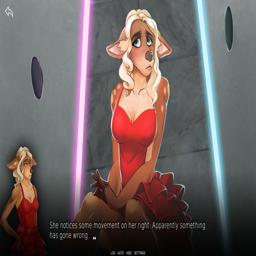 She notices some movement on her right. Apparently something
has gone wrong.
LOG AUTO HIDE SETTINGS